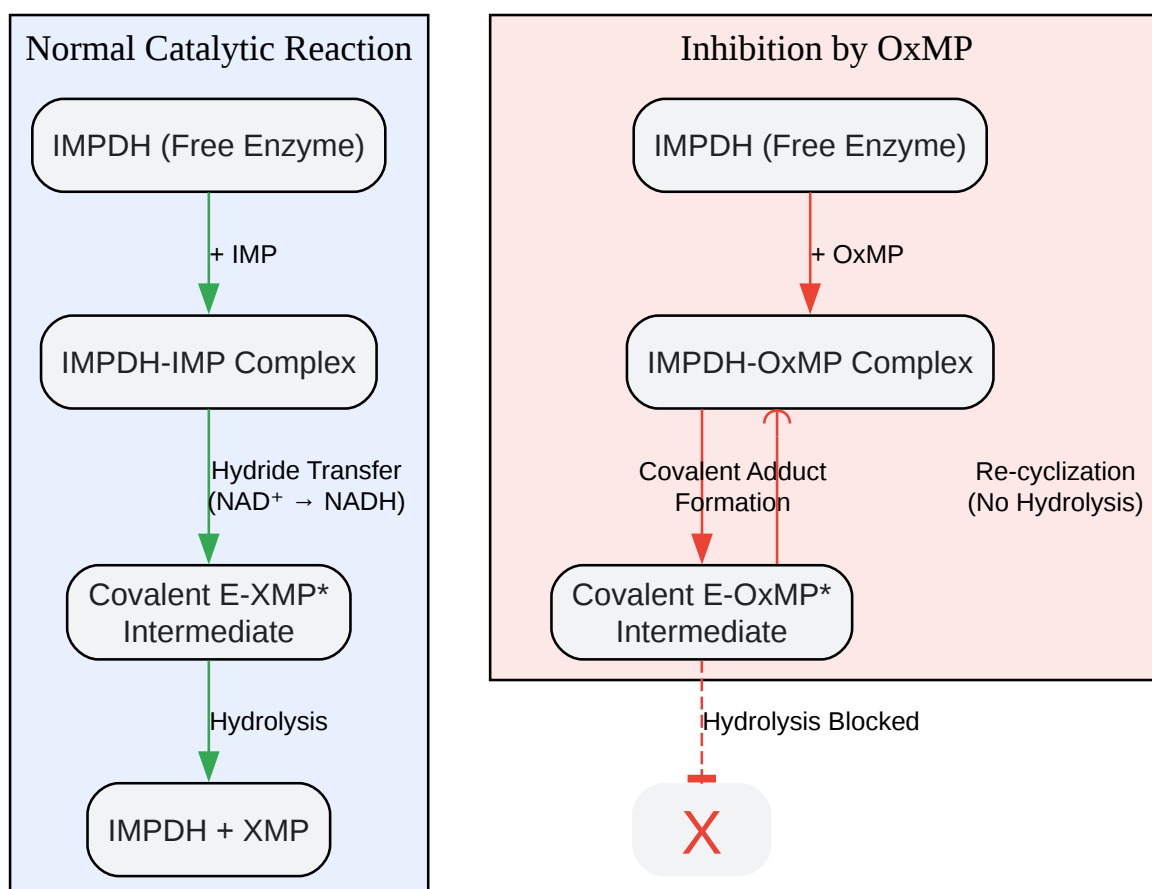 Normal Catalytic Reaction
IMPDH (Free Enzyme)
+ IMP
IMPDH-IMP Complex
Hydride Transfer
(NAD⁺ → NADH)
Covalent E-XMP*
Intermediate
Hydrolysis
IMPDH + XMP
Inhibition by OxMP
IMPDH (Free Enzyme)
+ OxMP
IMPDH-OxMP Complex
Covalent Adduct
Formation
Re-cyclization
(No Hydrolysis)
Covalent E-OxMP*
Intermediate
Hydrolysis Blocked
X